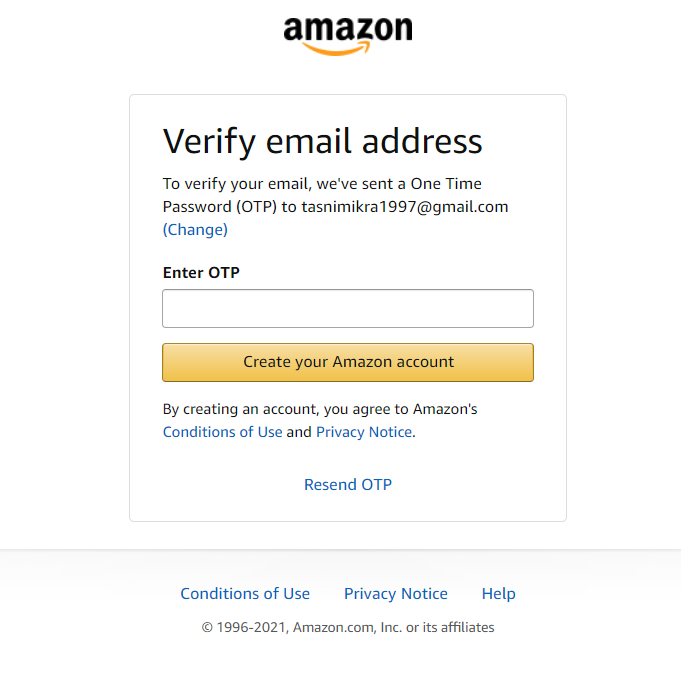 amazon
Verify email address
To verify your email, we've sent a One Time
Password (OTP) to tasnimikra1997@gmail.com
(Change)
Enter OTP
Create your Amazon account
By creating an account, you agree to Amazon's
Conditions of Use and Privacy Notice.
Resend OTP
Conditions of Use Privacy Notice Help
© 1996-2021, Amazon.com, Inc. or its affiliates